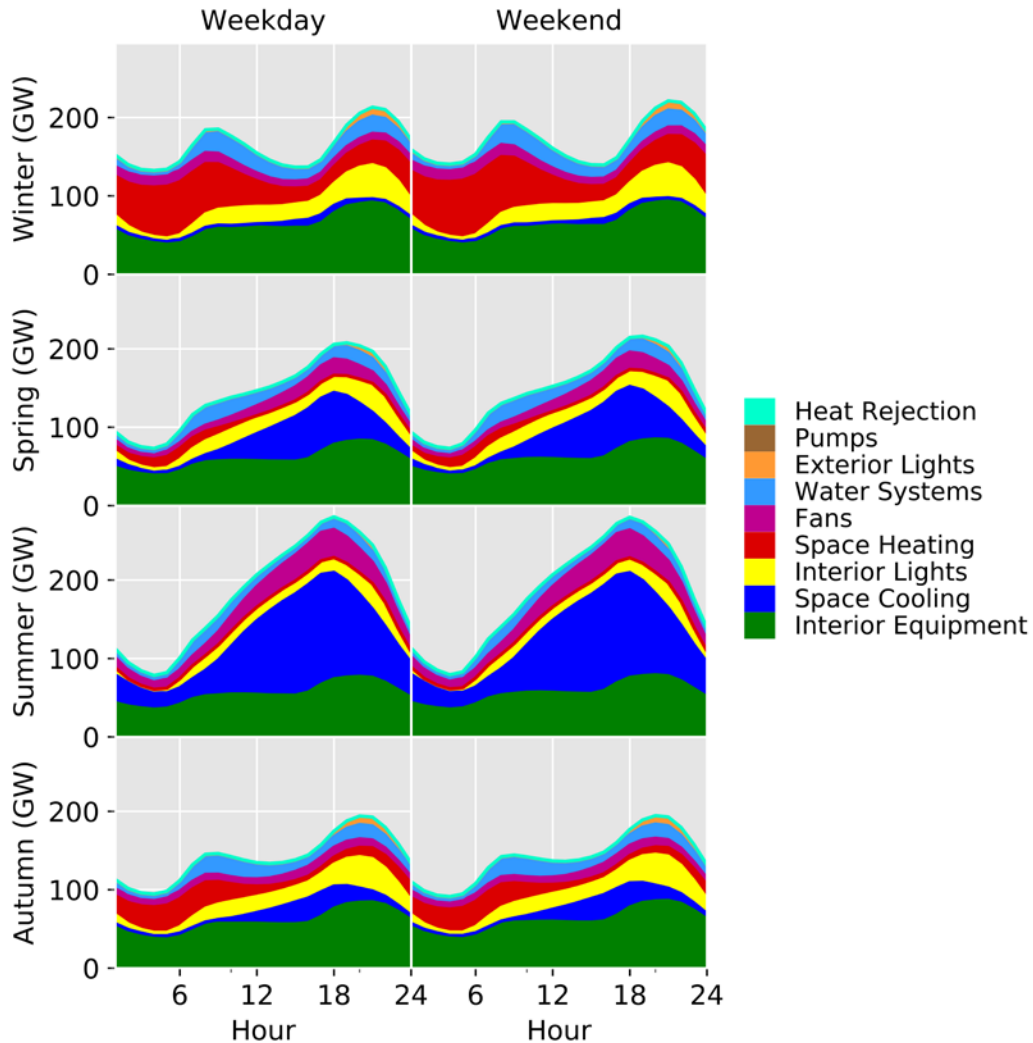 Weekday
Weekend
Winter (GW)
200
100
0
Spring (GW)
200
100
0
Summer (GW)
200
100
0
Autumn (GW)
200
100
0
6 12 18 24 6 12 18 24
Hour
Hour
Heat Rejection
Pumps
Exterior Lights
Water Systems
Fans
Space Heating
Interior Lights
Space Cooling
Interior Equipment